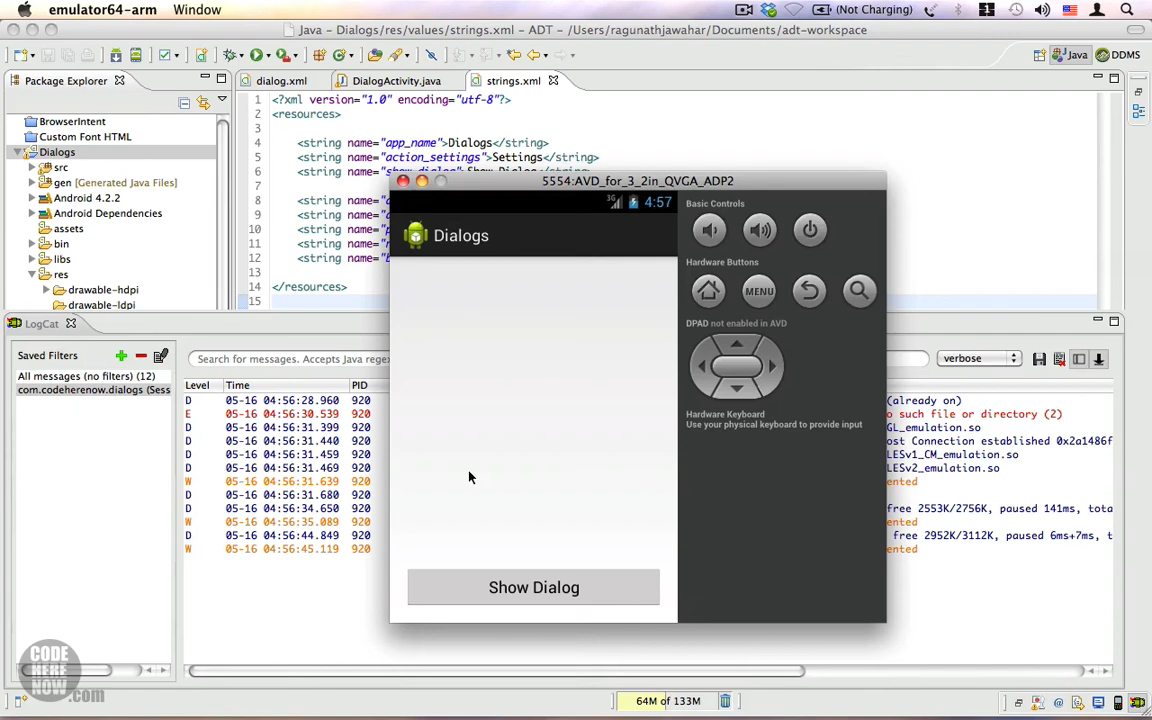 emulator64-arm Window
(Not Charging)
Java - Dialogs/res/values/strings.xml - ADT - /Users/ragunathjawahar/Documents/adt-workspace
Java DDMS
Package Explorer
dialog.xml DialogActivity.java strings.xml
BrowserIntent
Custom Font HTML
Dialogs
src
gen [Generated Java Files]
Android 4.2.2
Android Dependencies
assets
bin
libs
res
drawable-hdpi
drawable-ldpi
1 <?xml version="1.0" encoding="utf-8"?>
2 <resources>
3
4 <string name="app_name">Dialogs</string>
5 <string name="action_settings">Settings</string>
6
7
8 <string name="
9 <string name="
10 <string name="
11 <string name="
12 <string name="
13
14 </resources>
15
5554:AVD_for_3_2in_QVGA_ADP2
3G 4:57
Dialogs
Show Dialog
Basic Controls
Hardware Buttons
MENU
DPAD not enabled in AVD
Hardware Keyboard
Use your physical keyboard to provide input
LogCat
Saved Filters
All messages (no filters) (12)
com.codeherenow.dialogs (Sess
Search for messages. Accepts Java rege
verbose
Level Time PID
D 05-16 04:56:28.960 920 (already on)
E 05-16 04:56:30.539 920 o such file or directory (2)
D 05-16 04:56:31.399 920 GL_emulation.so
D 05-16 04:56:31.440 920 ost Connection established 0x2a1486f
D 05-16 04:56:31.459 920 LESv1_CM_emulation.so
D 05-16 04:56:31.469 920 LESv2_emulation.so
W 05-16 04:56:31.639 920 ented
D 05-16 04:56:31.680 920
D 05-16 04:56:34.650 920 free 2553K/2756K, paused 141ms, tota
W 05-16 04:56:35.089 920 ented
D 05-16 04:56:44.849 920 free 2952K/3112K, paused 6ms+7ms, tot
W 05-16 04:56:45.119 920 ented
CODE
HERE
NOW.com
64M of 133M